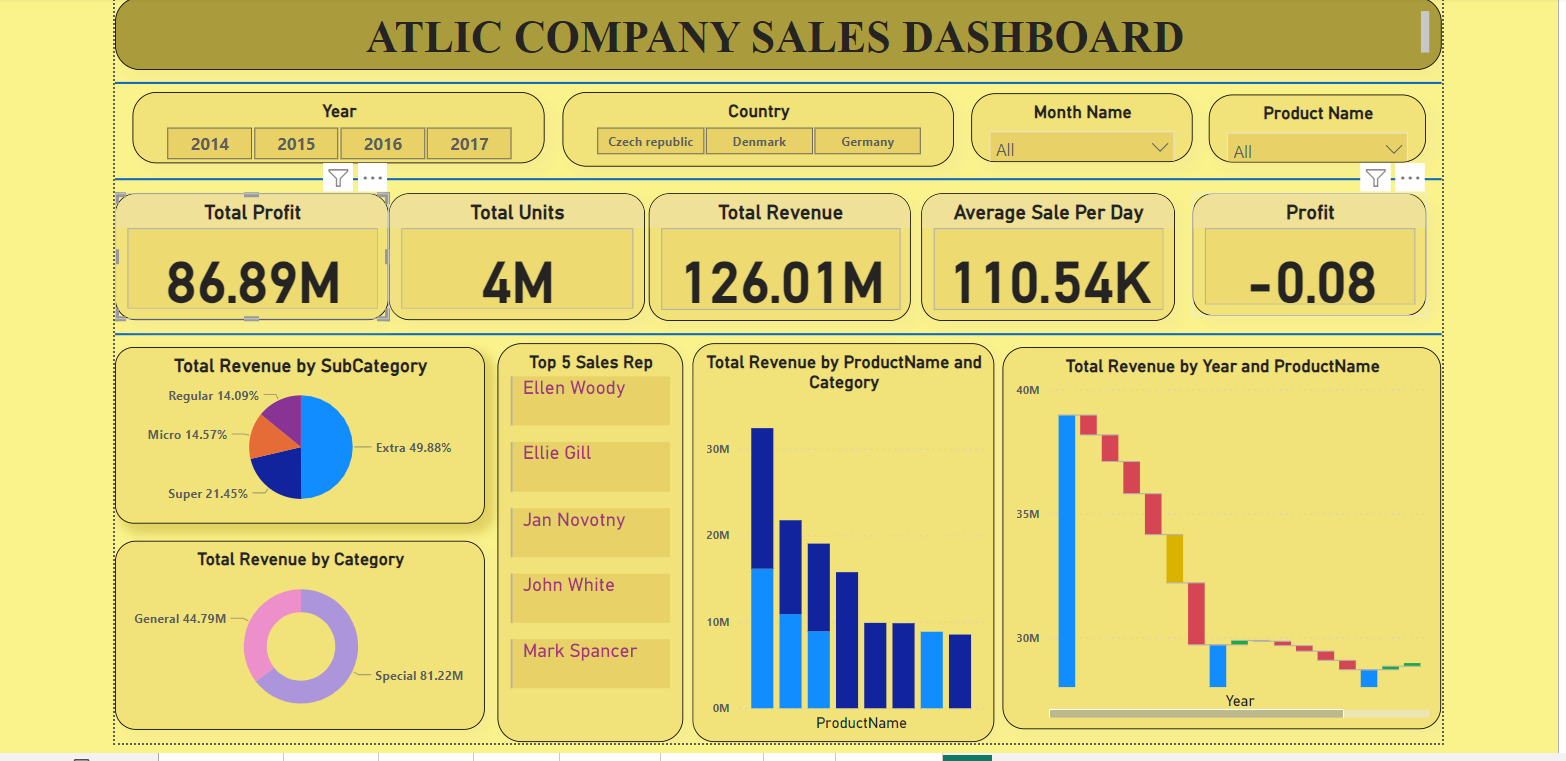 ATLIC COMPANY SALES DASHBOARD
Year
2014 2015 2016 2017
Country
Czech republic Denmark Germany
Month Name
All
Product Name
All
Total Profit
86.89M
Total Units
4M
Total Revenue
126.01M
Average Sale Per Day
110.54K
Profit
-0.08
Total Revenue by SubCategory
Regular 14.09%
Micro 14.57%
Extra 49.88%
Super 21.45%
Total Revenue by Category
General 44.79M
Special 81.22M
Top 5 Sales Rep
Ellen Woody
Ellie Gill
Jan Novotny
John White
Mark Spancer
Total Revenue by ProductName and
Category
30M
20M
10M
0M
ProductName
Total Revenue by Year and ProductName
40M
35M
30M
Year